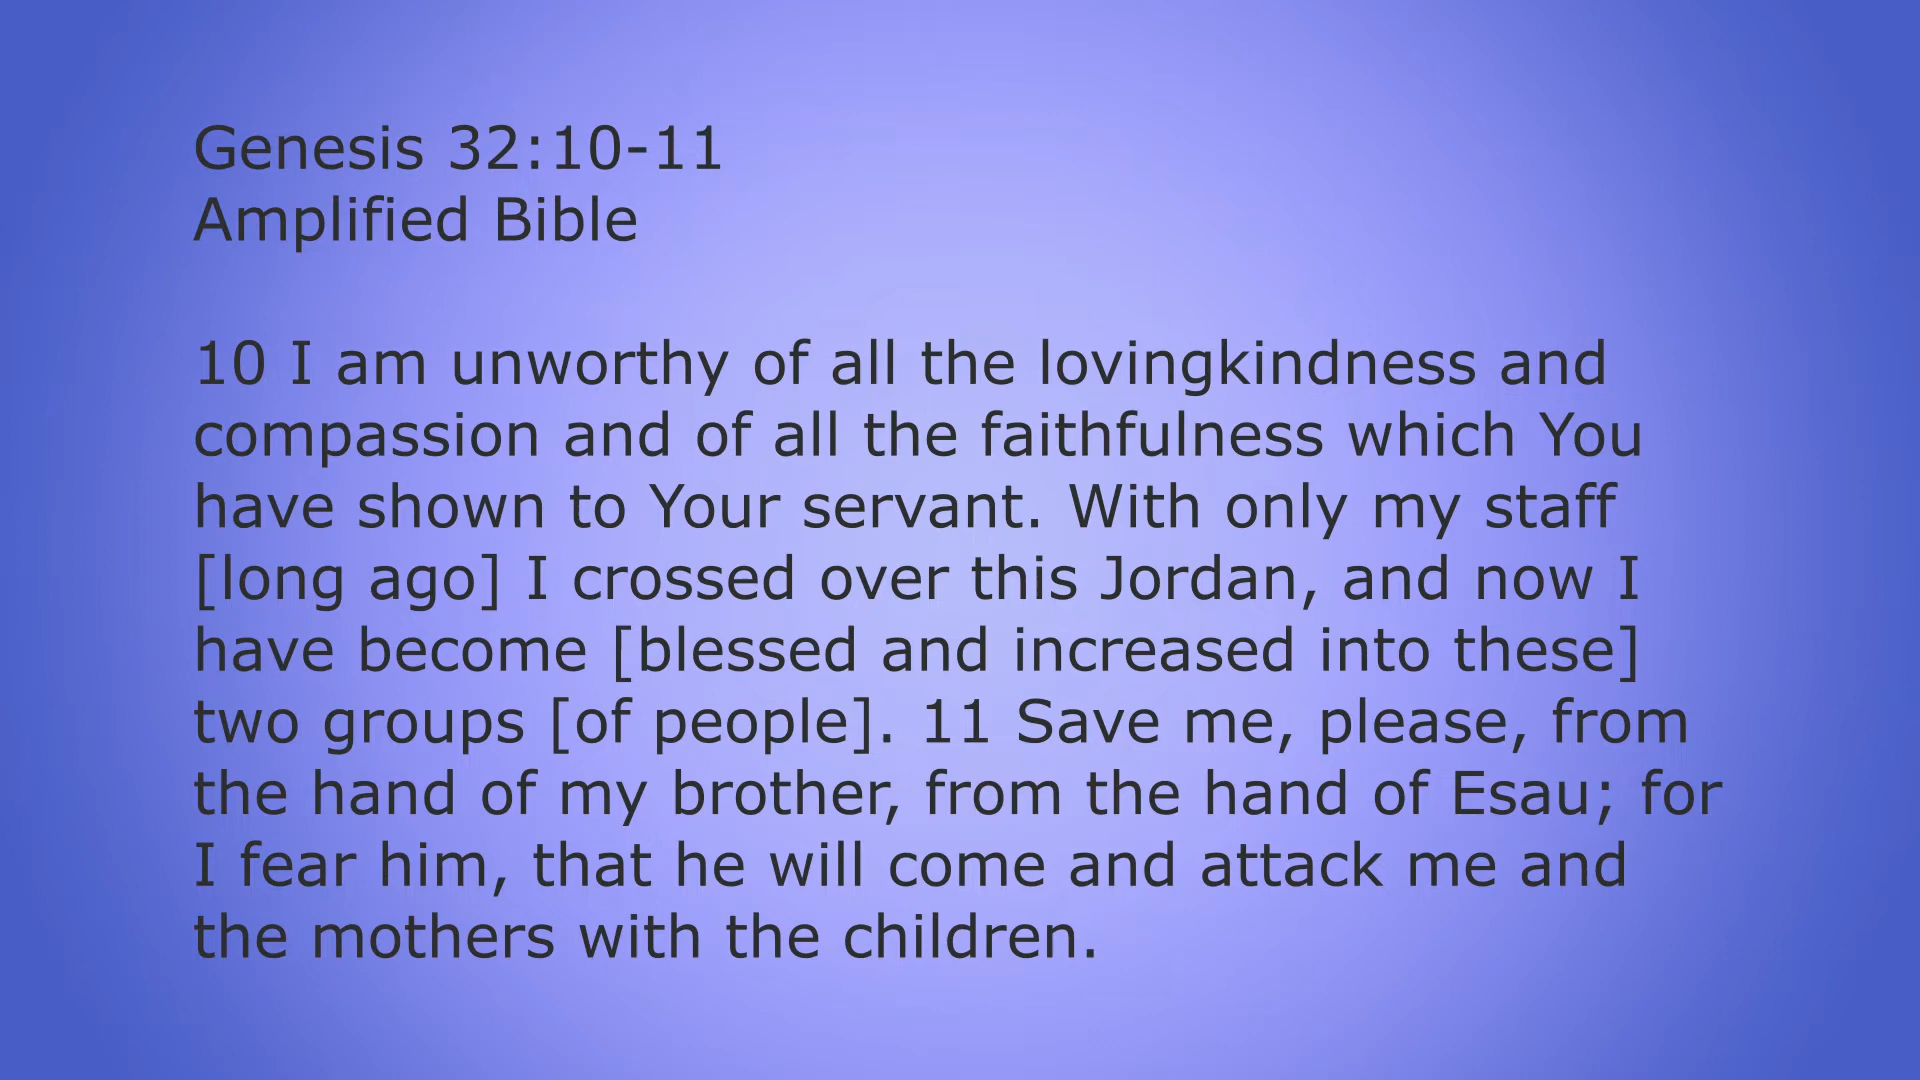 Genesis 32:10-11
Amplified Bible
10 I am unworthy of all the lovingkindness and
compassion and of all the faithfulness which You
have shown to Your servant. With only my staff
[long ago] I crossed over this Jordan, and now I
have become [blessed and increased into these]
two groups [of people]. 11 Save me, please, from
the hand of my brother, from the hand of Esau; for
I fear him, that he will come and attack me and
the mothers with the children.